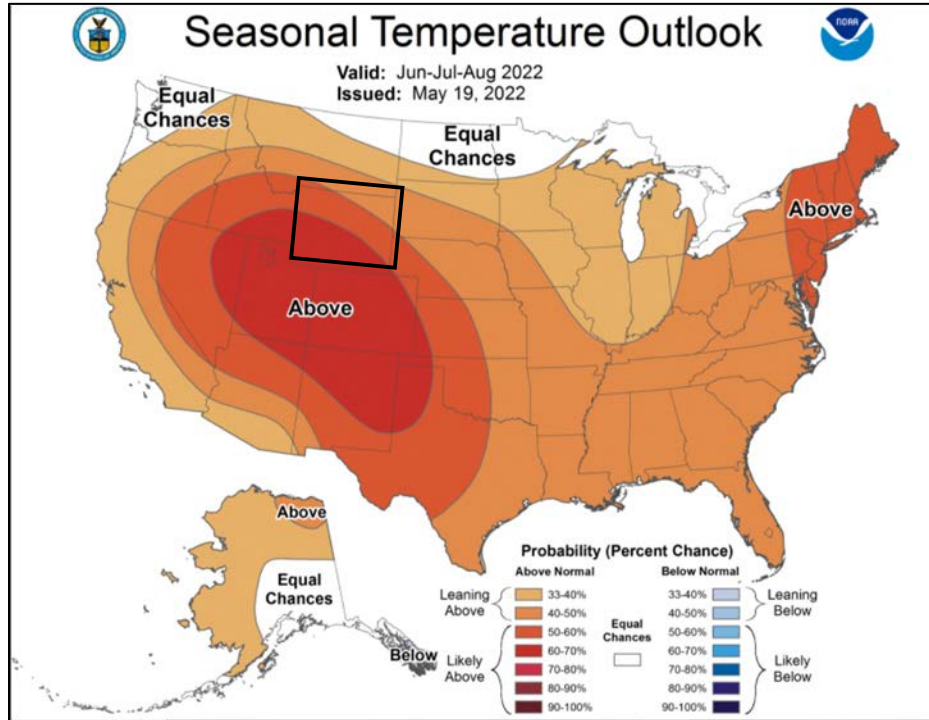 Seasonal Temperature Outlook
NOAA
Valid: Jun-Jul-Aug 2022
Issued: May 19, 2022
Equal
Chances
Equal
Chances
Above
Above
Above
Equal
Chances
Below
Probability (Percent Chance)
Above Normal
Below Normal
Leaning
Above
33-40%
40-50%
Likely
Above
50-60%
60-70%
70-80%
80-90%
90-100%
Equal
Chances
33-40%
40-50%
Leaning
Below
50-60%
60-70%
70-80%
80-90%
90-100%
Likely
Below